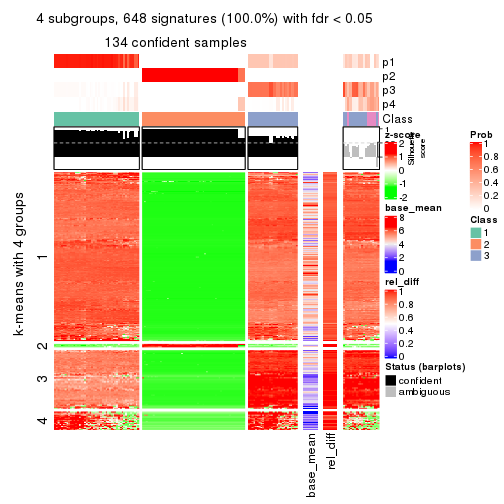 4 subgroups, 648 signatures (100.0%) with fdr < 0.05
134 confident samples
p1
p2
p3
p4
Class
1
Silhouette
score
z-score
2
1
0
-1
-2
base_mean
8
6
4
2
0
rel_diff
1
0.8
0.6
0.4
0.2
0
Status (barplots)
confident
ambiguous
Prob
1
0.8
0.6
0.4
0.2
0
Class
1
2
3
k-means with 4 groups
1
2
3
4
base_mean
rel_diff